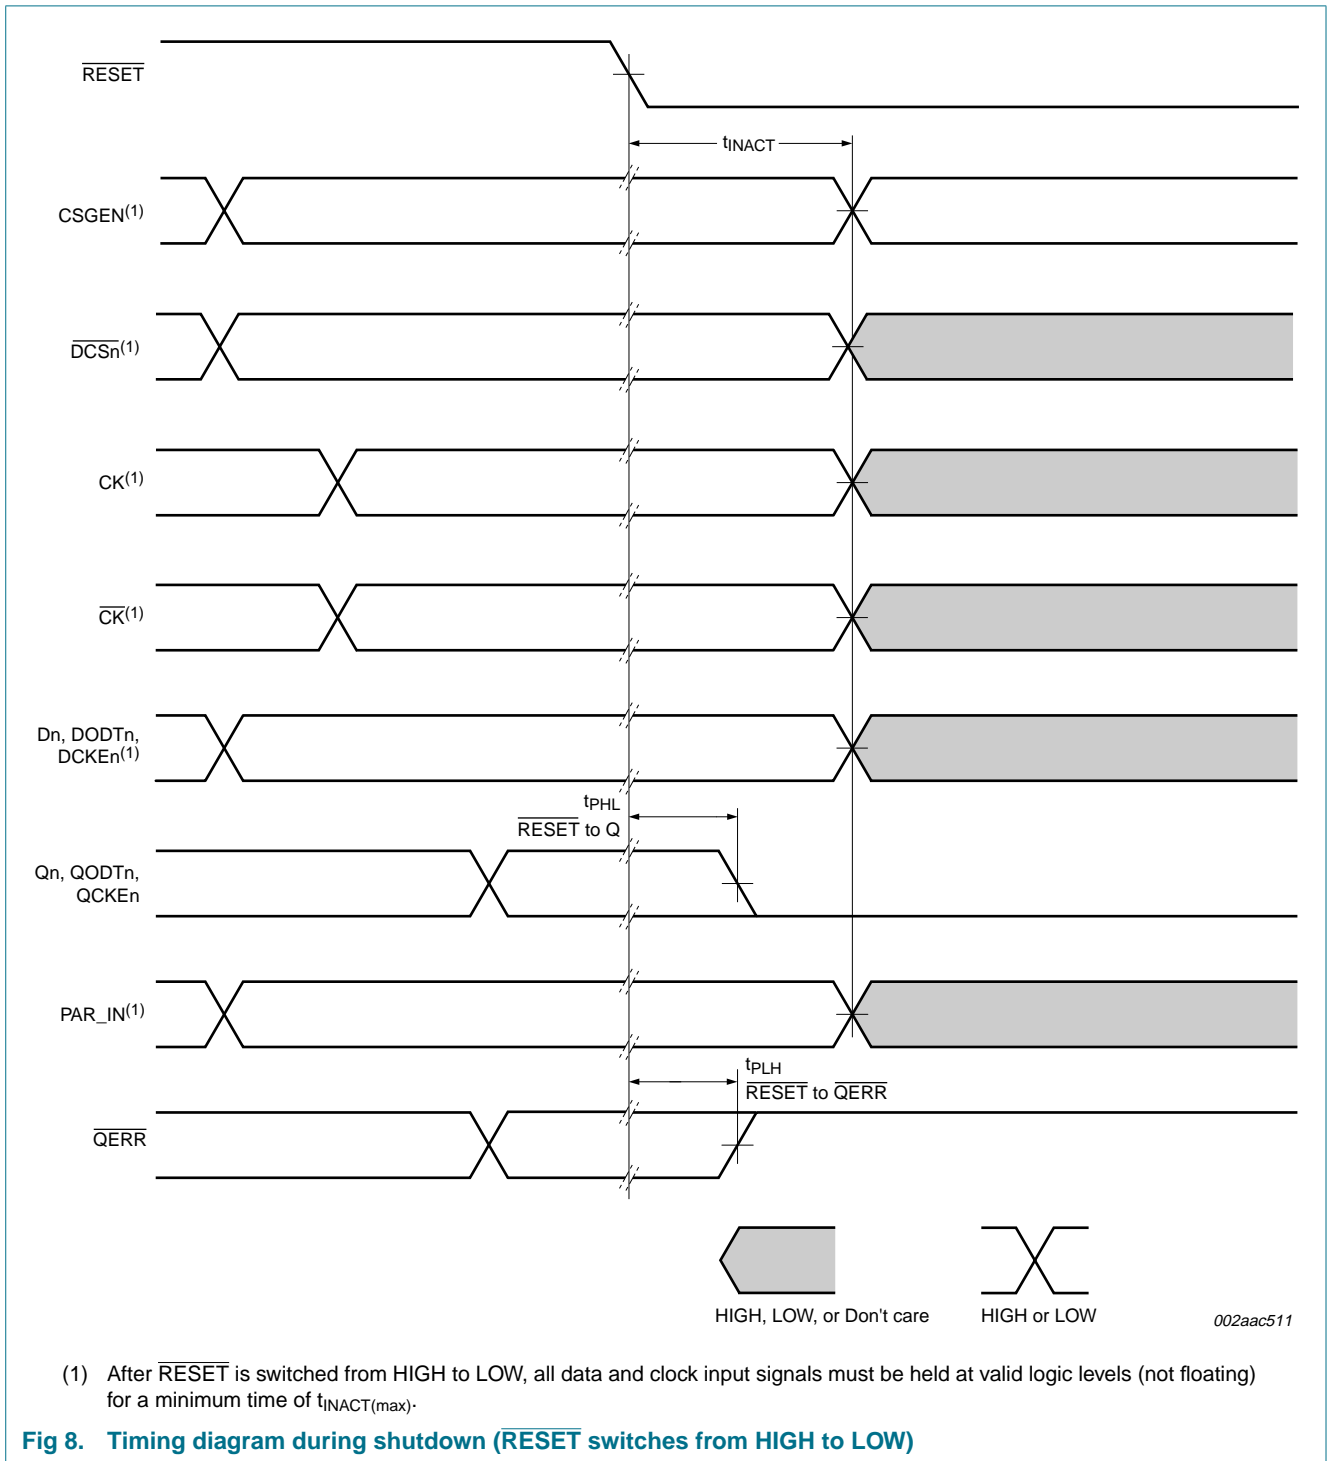 RESET
tINACT
CSGEN(1)
DCSn(1)
CK(1)
CK(1)
Dn, DODTn,
DCKEn(1)
tPHL
RESET to Q
Qn, QODTn,
QCKEn
PAR_IN(1)
tPLH
RESET to QERR
QERR
HIGH, LOW, or Don't care
HIGH or LOW
002aac511
(1) After RESET is switched from HIGH to LOW, all data and clock input signals must be held at valid logic levels (not floating)
for a minimum time of tINACT(max).
Fig 8. Timing diagram during shutdown (RESET switches from HIGH to LOW)